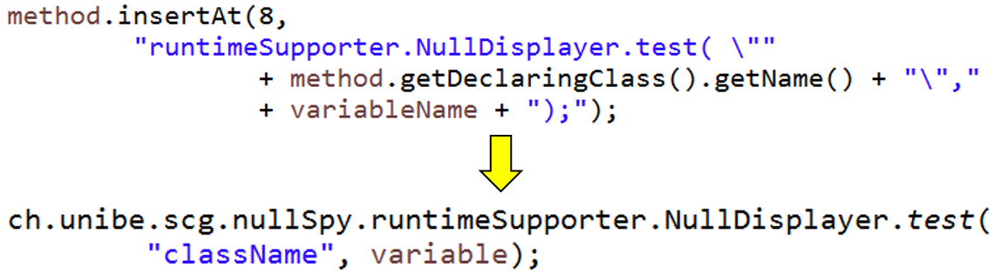 method.insertAt(8,
"runtimeSupporter.NullDisplayer.test( \""
+ method.getDeclaringClass().getName() + "\","
+ variableName + ");");
ch.unibe.scg.nullSpy.runtimeSupporter.NullDisplayer.test(
"className", variable);